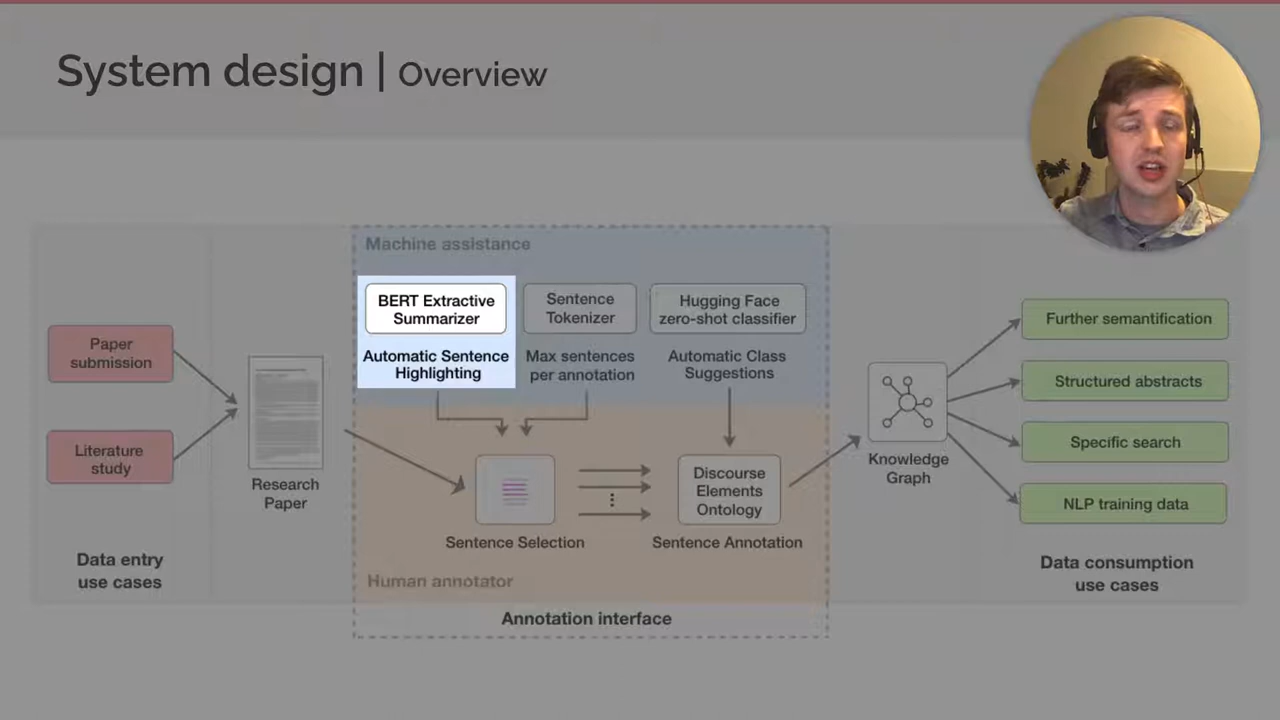 System design | Overview
Machine assistance
BERT Extractive
Summarizer
Automatic Sentence
Highlighting
Sentence
Tokenizer
Max sentences
per annotation
Hugging Face
zero-shot classifier
Automatic Class
Suggestions
Paper
submission
Literature
study
Data entry
use cases
Research
Paper
Sentence Selection
Discourse
Elements
Ontology
Sentence Annotation
Human annotator
Annotation interface
Knowledge
Graph
Further semantification
Structured abstracts
Specific search
NLP training data
Data consumption
use cases